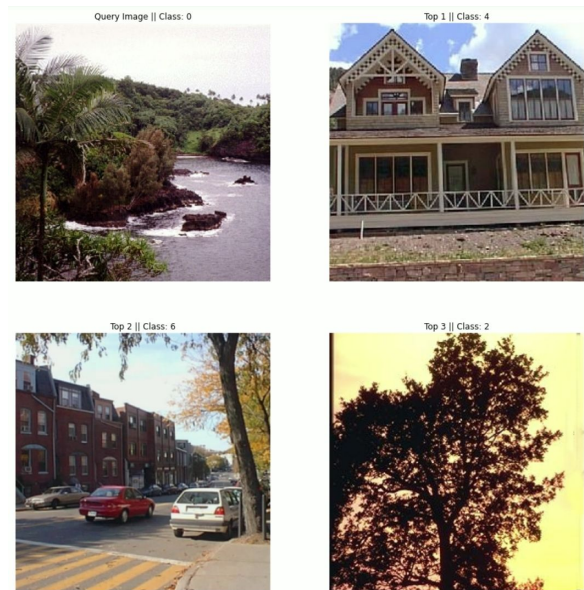 Query Image || Class: 0
Top 1 || Class: 4
Top 2 || Class: 6
Top 3 || Class: 2